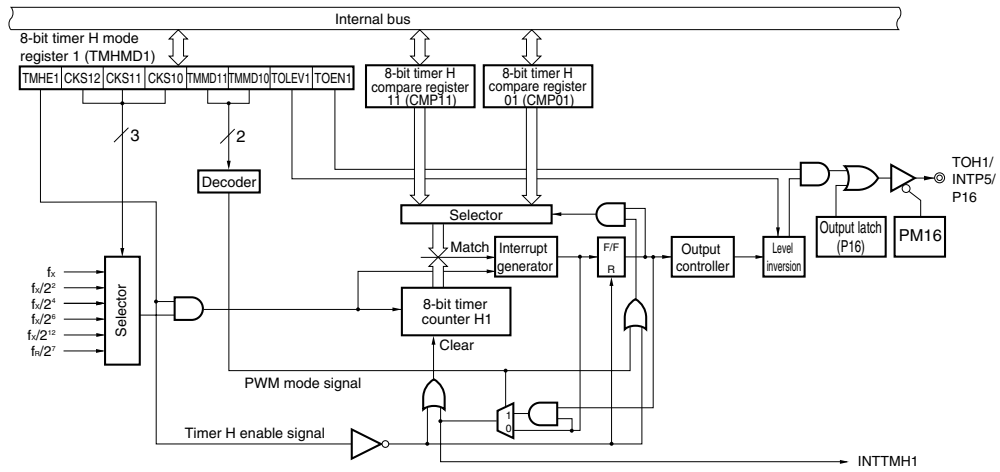 Internal bus
8-bit timer H mode
register 1 (TMHMD1)
TMHE1 CKS12 CKS11 CKS10 TMMD11 TMMD10 TOLEV1 TOEN1
8-bit timer H
compare register
11 (CMP11)
8-bit timer H
compare register
01 (CMP01)
3
2
Decoder
TOH1/
INTP5/
P16
Selector
Match
Interrupt
generator
F/F
R
Output
controller
Level
inversion
Output latch
(P16)
PM16
fX
fX/2²
fX/2⁴
fX/2⁶
fX/2¹²
fR/2⁷
Selector
8-bit timer
counter H1
Clear
PWM mode signal
1
0
Timer H enable signal
INTTMH1